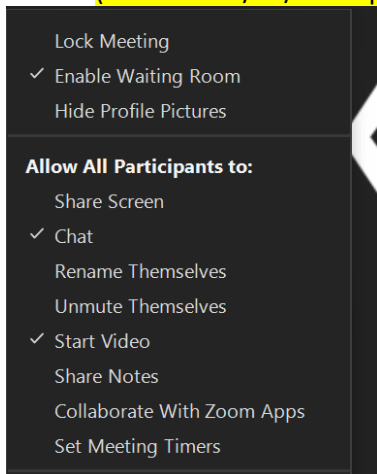 Lock Meeting
✓ Enable Waiting Room
Hide Profile Pictures
Allow All Participants to:
Share Screen
✓ Chat
Rename Themselves
Unmute Themselves
✓ Start Video
Share Notes
Collaborate With Zoom Apps
Set Meeting Timers